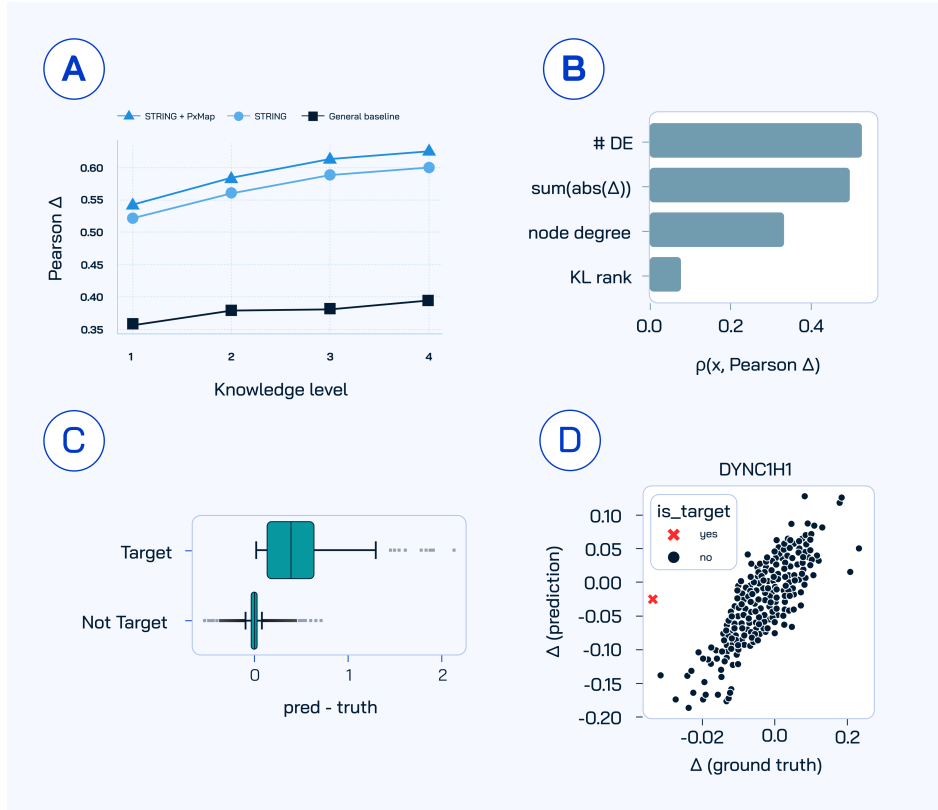 A
STRING + PxMap STRING General baseline
0.60
0.55
0.50
0.45
0.40
0.35
Pearson Δ
1 2 3 4
Knowledge level
B
# DE
sum(abs(Δ))
node degree
KL rank
0.0 0.2 0.4
ρ(x, Pearson Δ)
C
Target
Not Target
0 1 2
pred - truth
D
DYNC1H1
is_target
yes
no
0.10
0.05
0.00
-0.05
-0.10
-0.15
-0.20
Δ (prediction)
-0.02 0.0 0.2
Δ (ground truth)